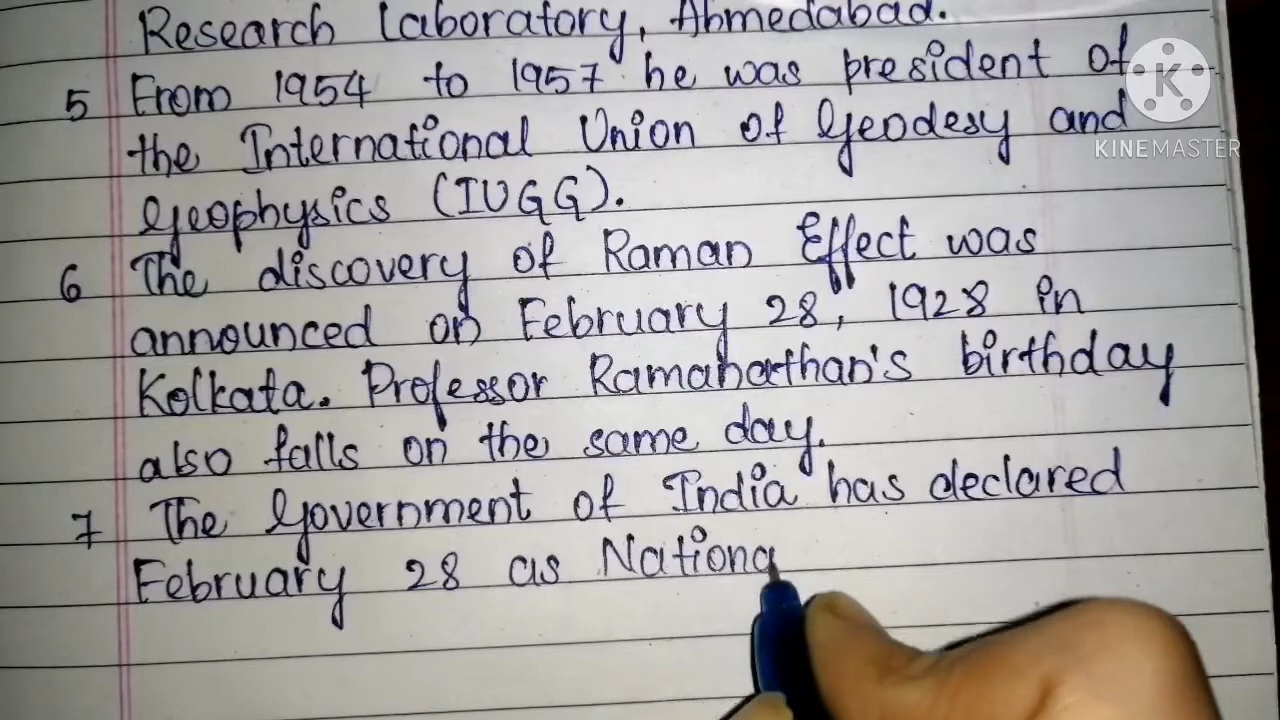 Research Laboratory, Ahmedabad.
5 From 1954 to 1957 he was president of
the International Union of Geodesy and
Geophysics (IUGG).
6 The discovery of Raman Effect was
announced on February 28, 1928 in
Kolkata. Professor Ramanathan's birthday
also falls on the same day.
7 The Government of India has declared
February 28 as Nationa
K
KINEMASTER